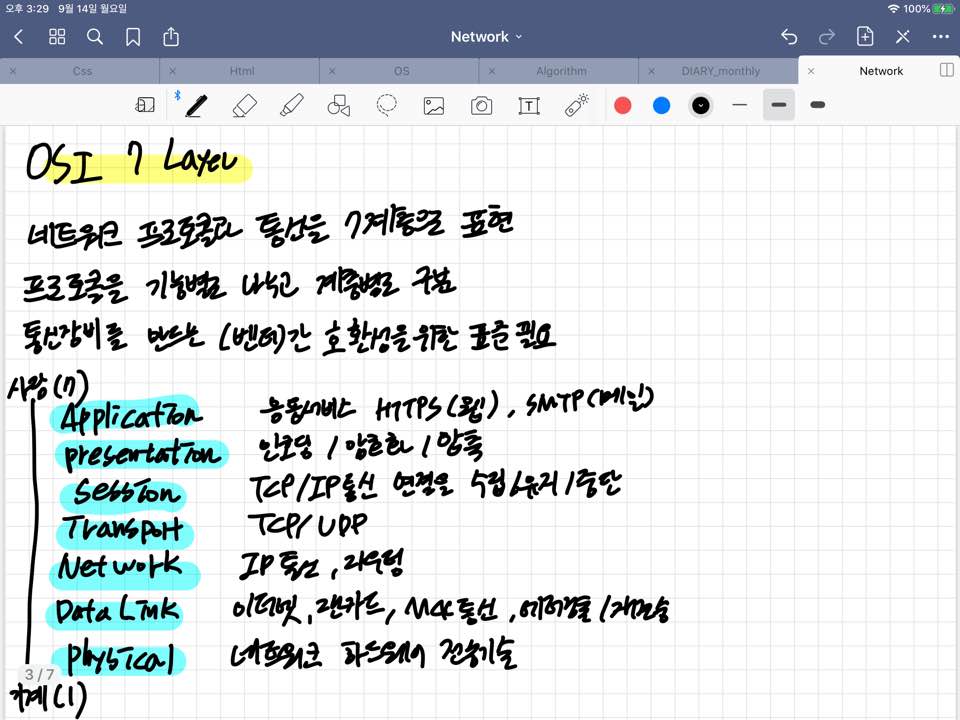 오후 3:29 9월 14일 월요일 100%
Network
Css Html OS Algorithm DIARY_monthly Network
OSI 7 Layer
네트워크 프로토콜과 통신을 7계층으로 표현
프로토콜을 기능별로 나누고 계층별로 구분
통신장비를 만드는 (벤더)간 호환성을 위한 표준 필요
사람(7)
Application 응용서비스 HTTPS(웹), SMTP(메일)
presentation 인코딩 / 암호화 / 압축
Session TCP/IP통신 연결을 수립/유지/중단
Transport TCP/UDP
Network IP통신, 라우팅
Data Link 이더넷, 랜카드, MAC통신, 에러검출/재전송
physical 네트워크 하드웨어 전송기술
3 / 7
기계(1)